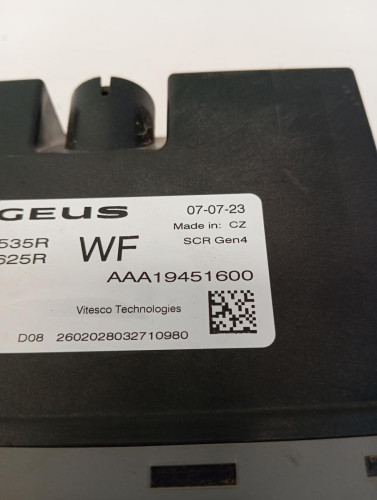 GEUS 07-07-23
Made in: CZ
535R WF SCR Gen4
625R
AAA19451600
Vitesco Technologies
D08 2602028032710980